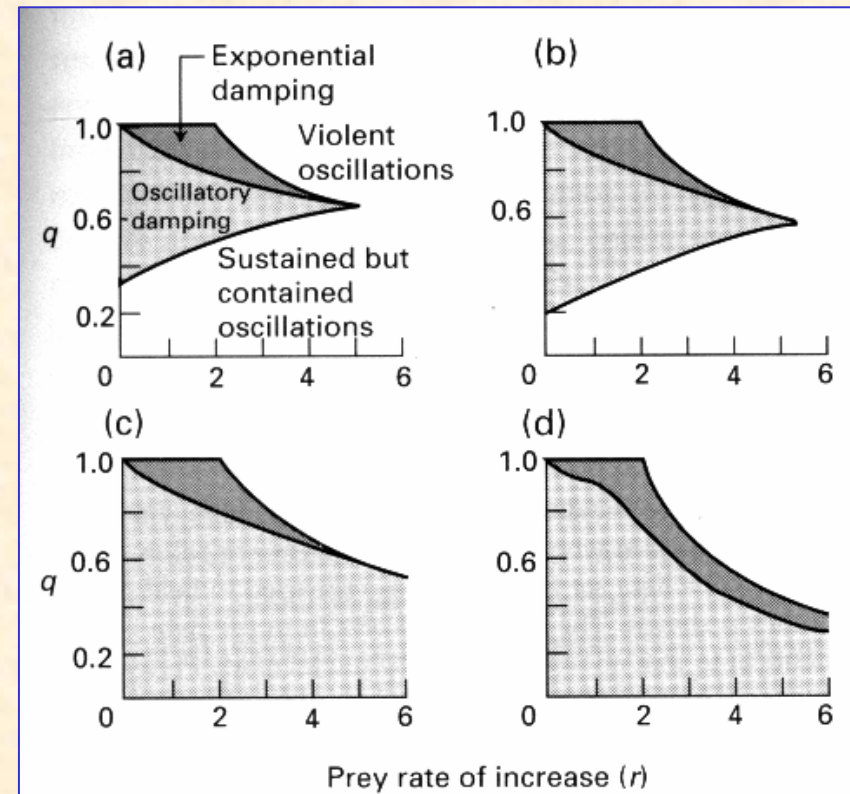 (a)
Exponential
damping
Violent
oscillations
Oscillatory
damping
Sustained but
contained
oscillations
q
1.0
0.6
0.2
0 2 4 6
(b)
1.0
0.6
0 2 4 6
(c)
q
1.0
0.6
0.2
0 2 4 6
(d)
1.0
0.6
0 2 4 6
Prey rate of increase (r)